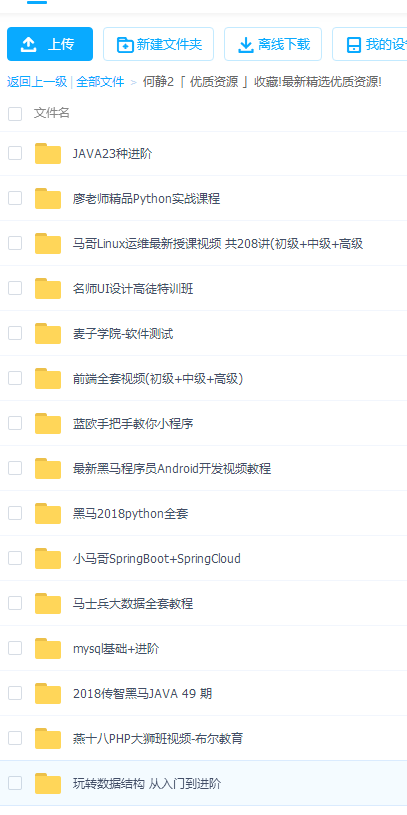 上传 新建文件夹 离线下载 我的设
返回上一级 | 全部文件 > 何静2「 优质资源 」收藏!最新精选优质资源!
文件名
JAVA23种进阶
廖老师精品Python实战课程
马哥Linux运维最新授课视频 共208讲(初级+中级+高级
名师UI设计高徒特训班
麦子学院-软件测试
前端全套视频(初级+中级+高级)
蓝欧手把手教你小程序
最新黑马程序员Android开发视频教程
黑马2018python全套
小马哥SpringBoot+SpringCloud
马士兵大数据全套教程
mysql基础+进阶
2018传智黑马JAVA 49 期
燕十八PHP大狮班视频-布尔教育
玩转数据结构 从入门到进阶